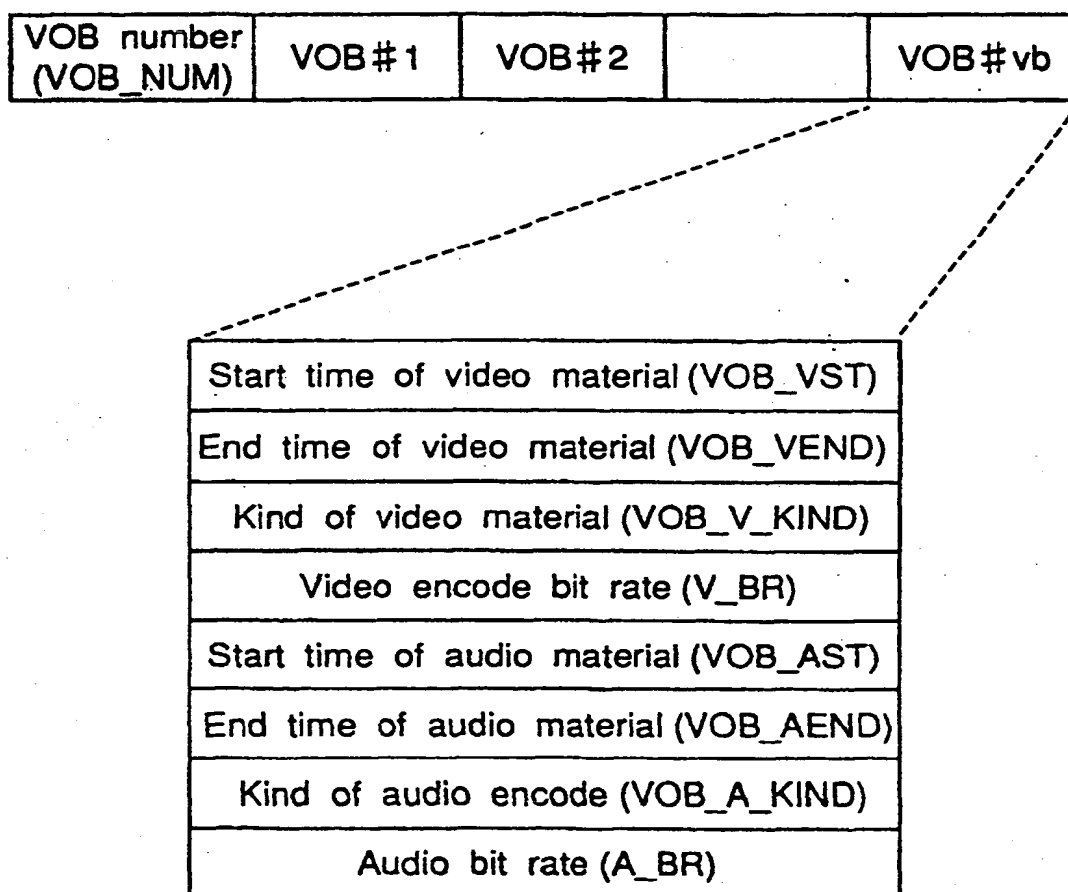 VOB number
(VOB_NUM)
VOB#1
VOB#2
VOB#vb
Start time of video material (VOB_VST)
End time of video material (VOB_VEND)
Kind of video material (VOB_V_KIND)
Video encode bit rate (V_BR)
Start time of audio material (VOB_AST)
End time of audio material (VOB_AEND)
Kind of audio encode (VOB_A_KIND)
Audio bit rate (A_BR)